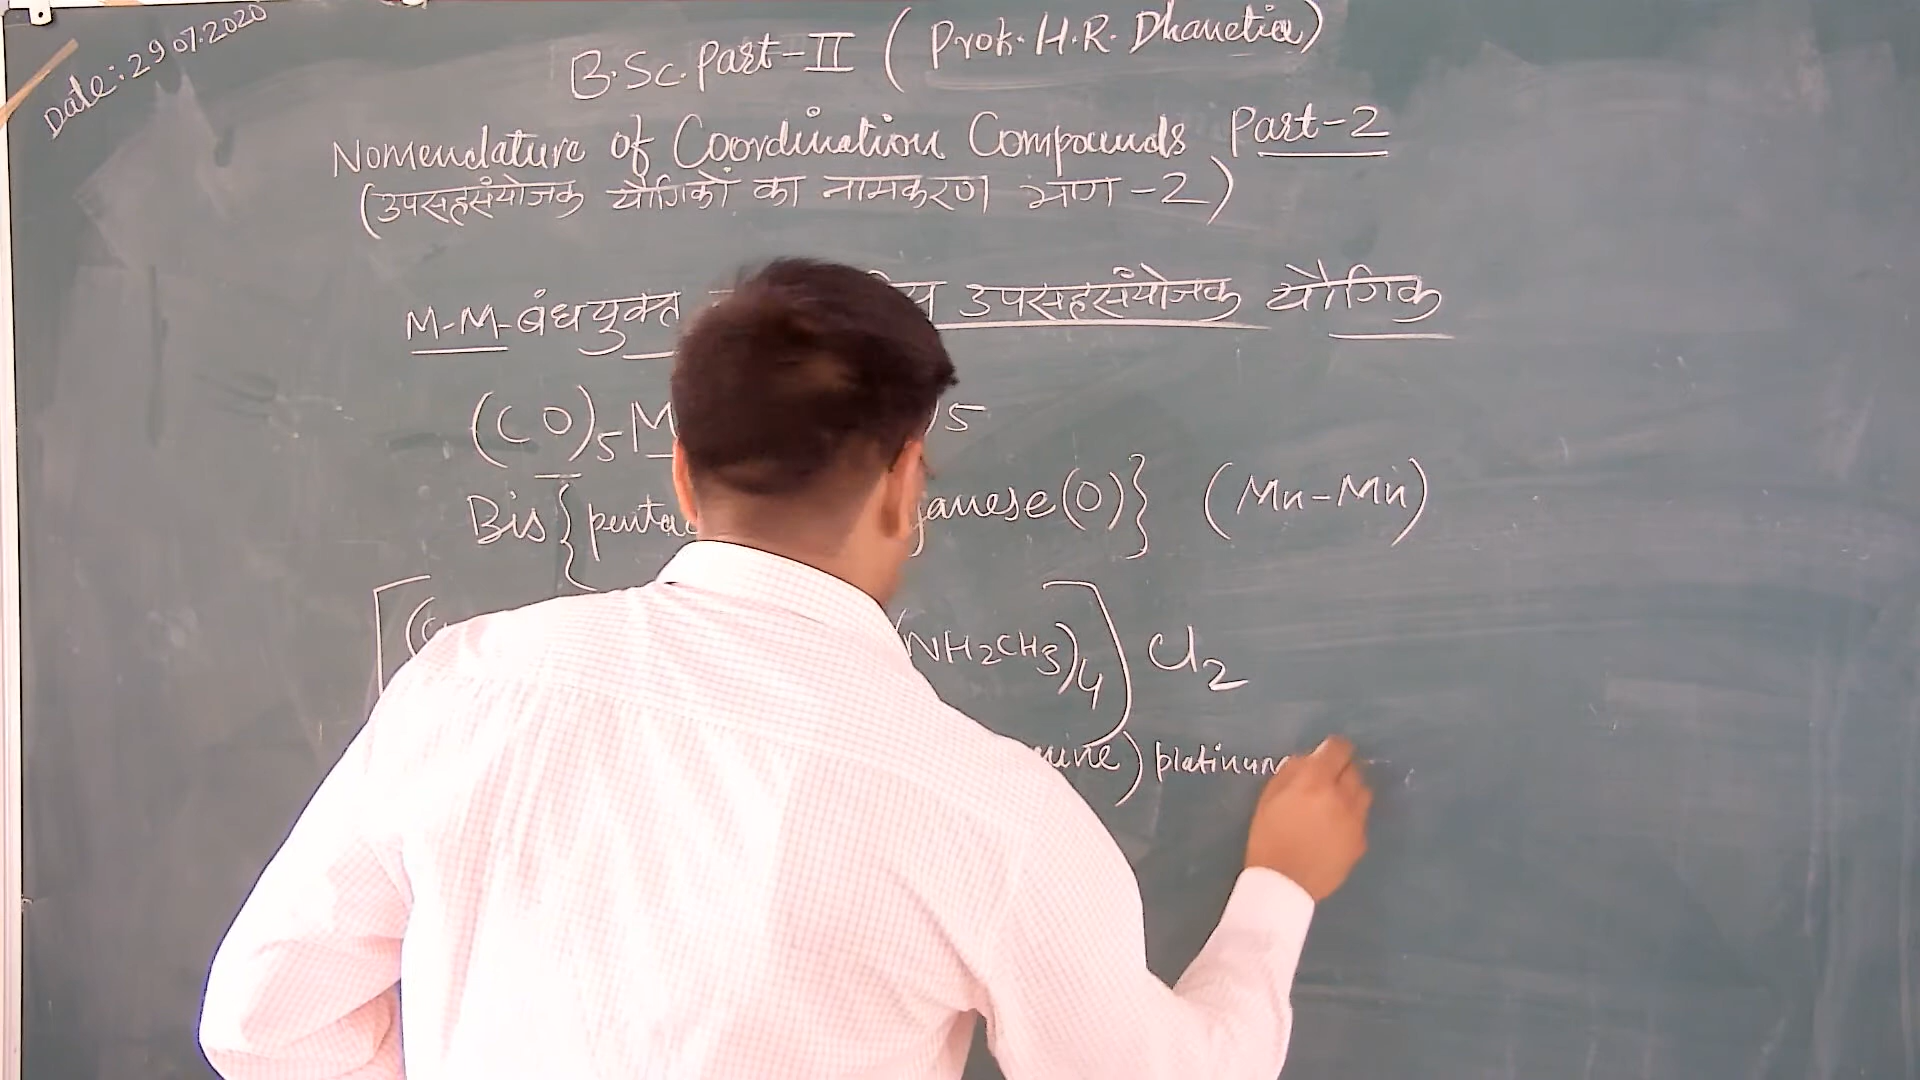 Date: 29 07.2020
B.Sc. Part-II (Prof. H.R. Dhanetia)
Nomenclature of Coordination Compounds Part-2
(उपसहसंयोजक यौगिकों का नामकरण भाग -2)
M-M-बंधयुक्त उपसहसंयोजक यौगिक
(CO)5 M )5
Bis{penta ganese(0)} (Mn-Mn)
[( (NH2CH3)4] Cl2
mine) platinum